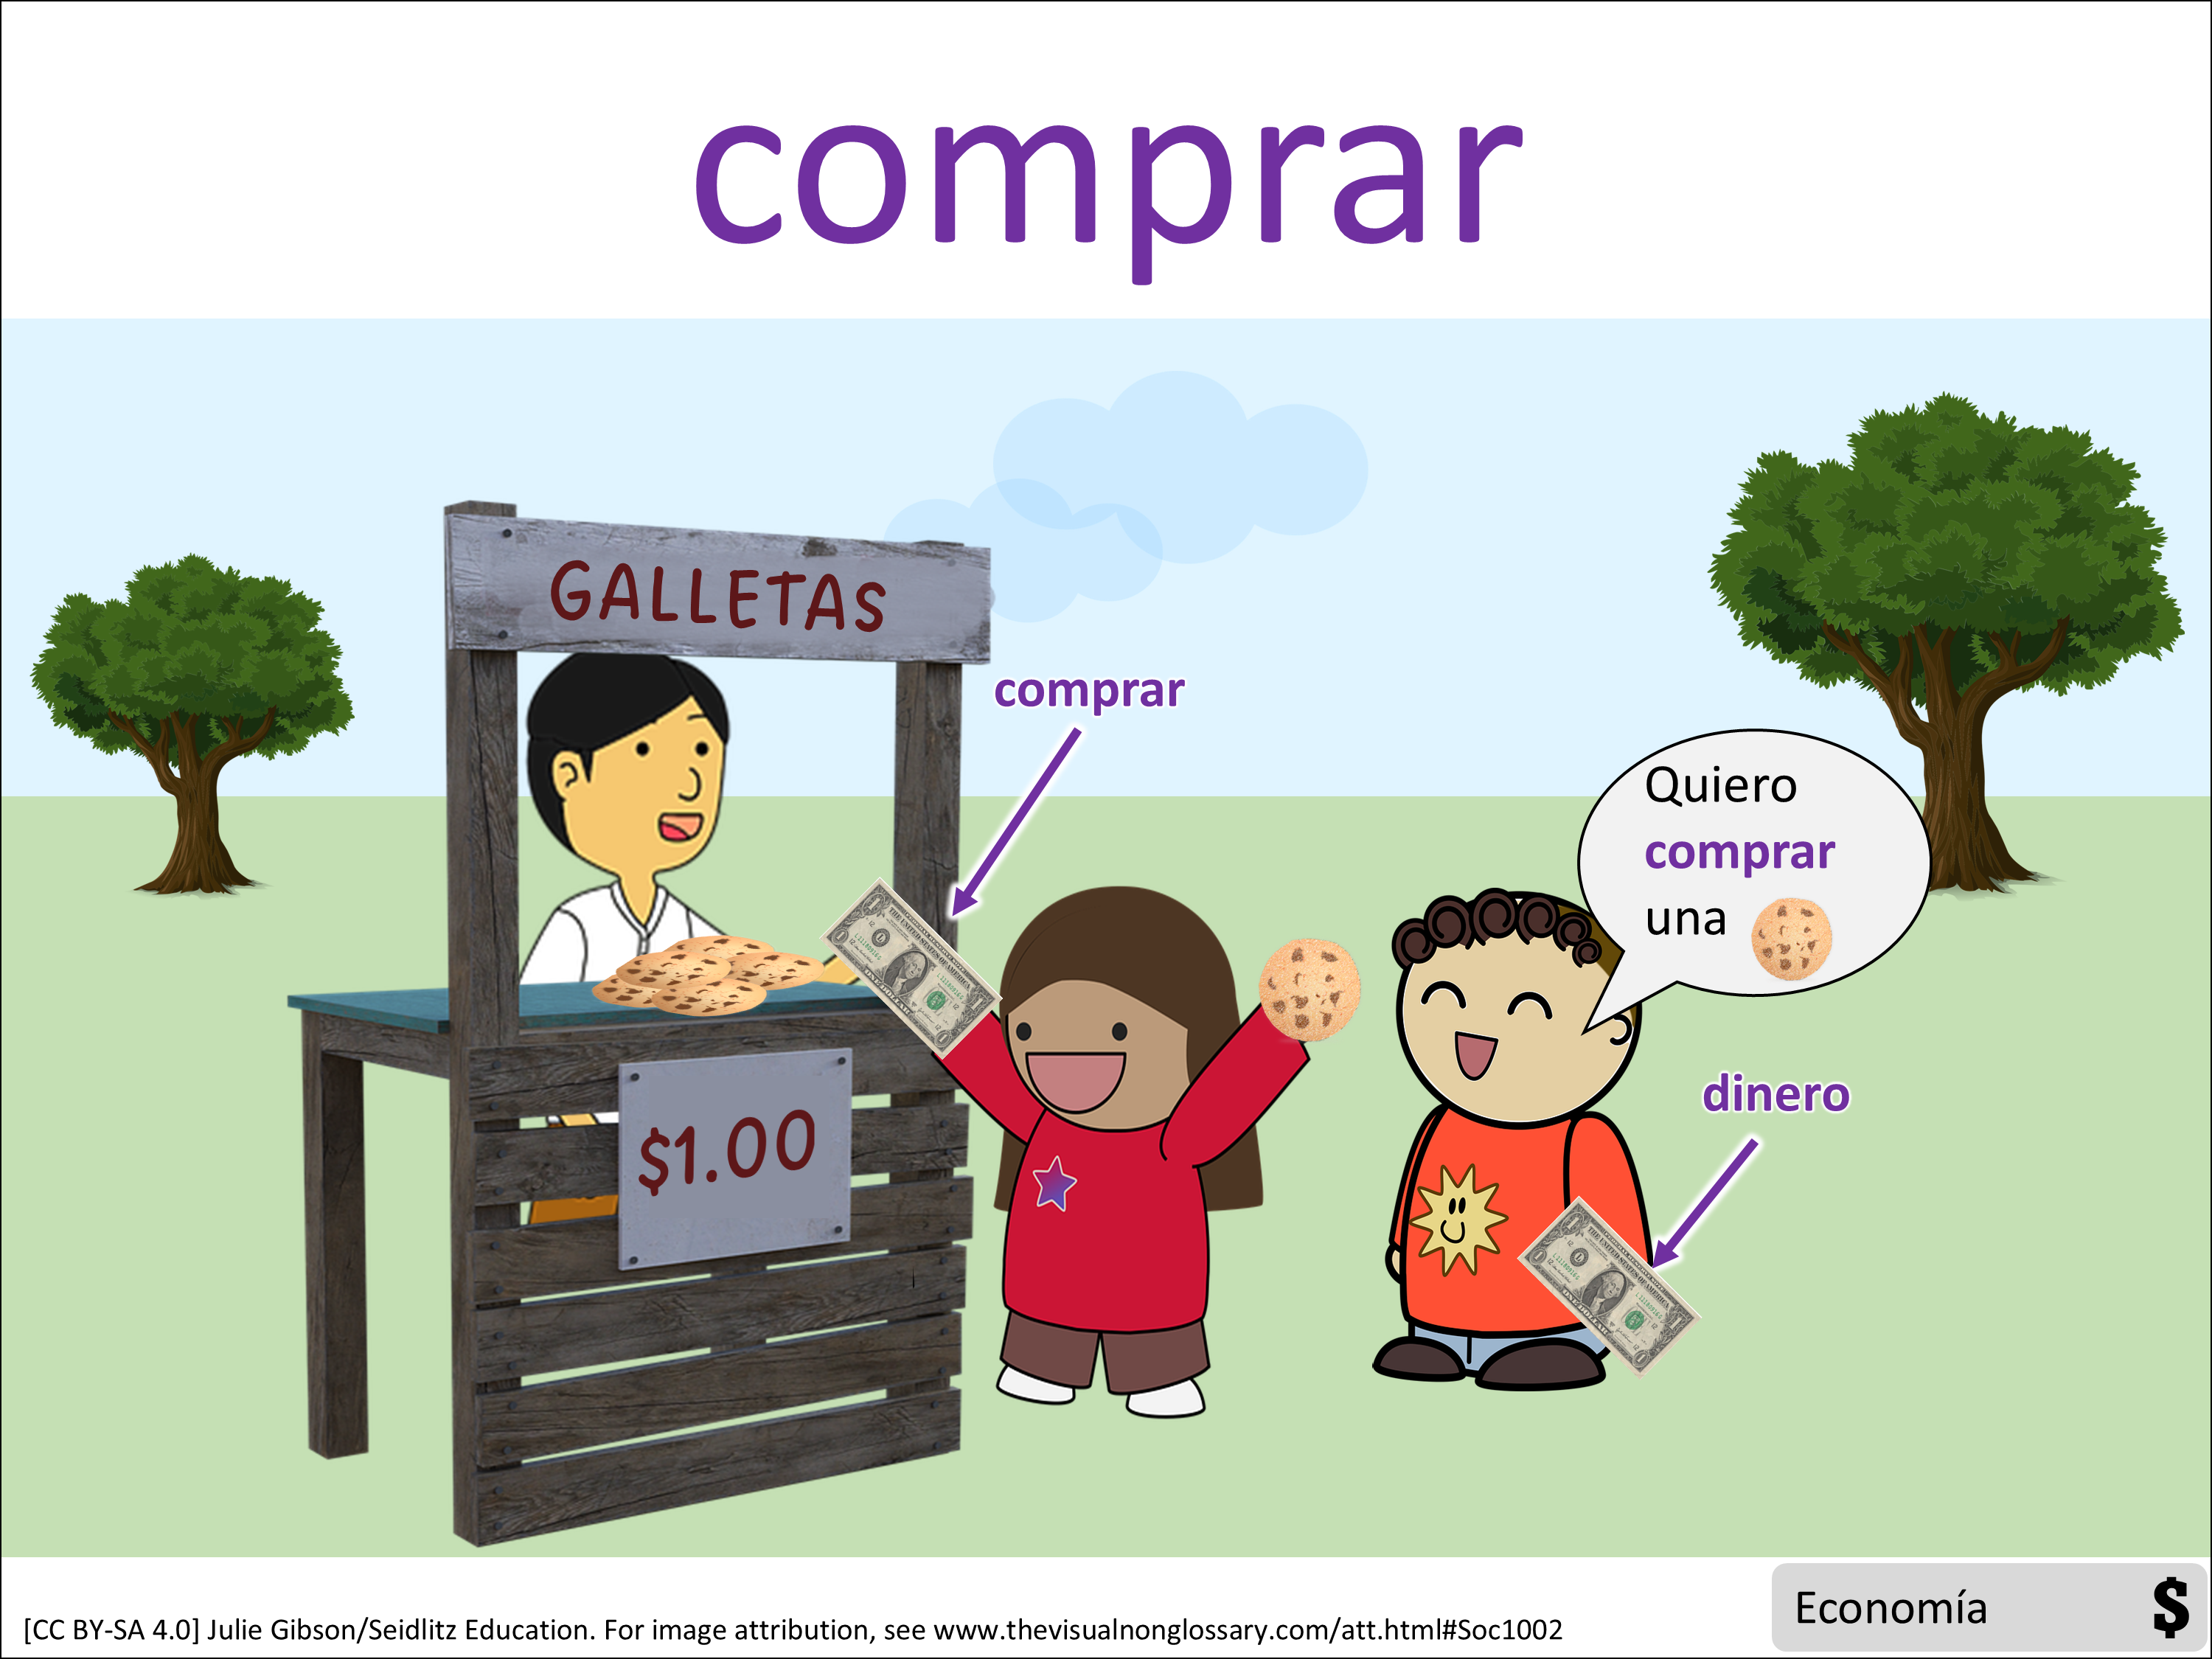 comprar
GALLETAS
comprar
Quiero
comprar
una
dinero
$1.00
Economía $
[CC BY-SA 4.0] Julie Gibson/Seidlitz Education. For image attribution, see www.thevisualnonglossary.com/att.html#Soc1002